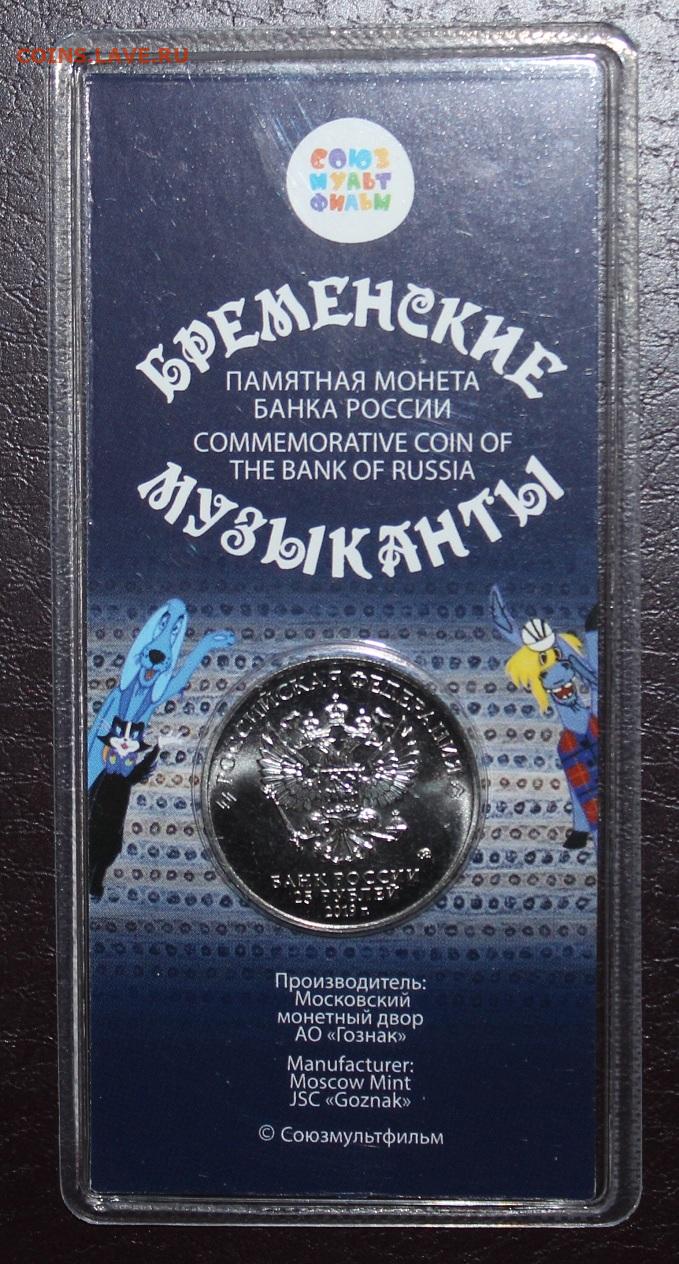 COINS.LAVE.RU
СОЮЗ
МУЛЬТ
ФИЛЬМ
БРЕМЕНСКИЕ
ПАМЯТНАЯ МОНЕТА
БАНКА РОССИИ
COMMEMORATIVE COIN OF
THE BANK OF RUSSIA
МУЗЫКАНТЫ
РОССИЙСКАЯ ФЕДЕРАЦИЯ
БАНК РОССИИ
25 РУБЛЕЙ
2019 г.
Производитель:
Московский
монетный двор
АО «Гознак»
Manufacturer:
Moscow Mint
JSC «Goznak»
© Союзмультфильм